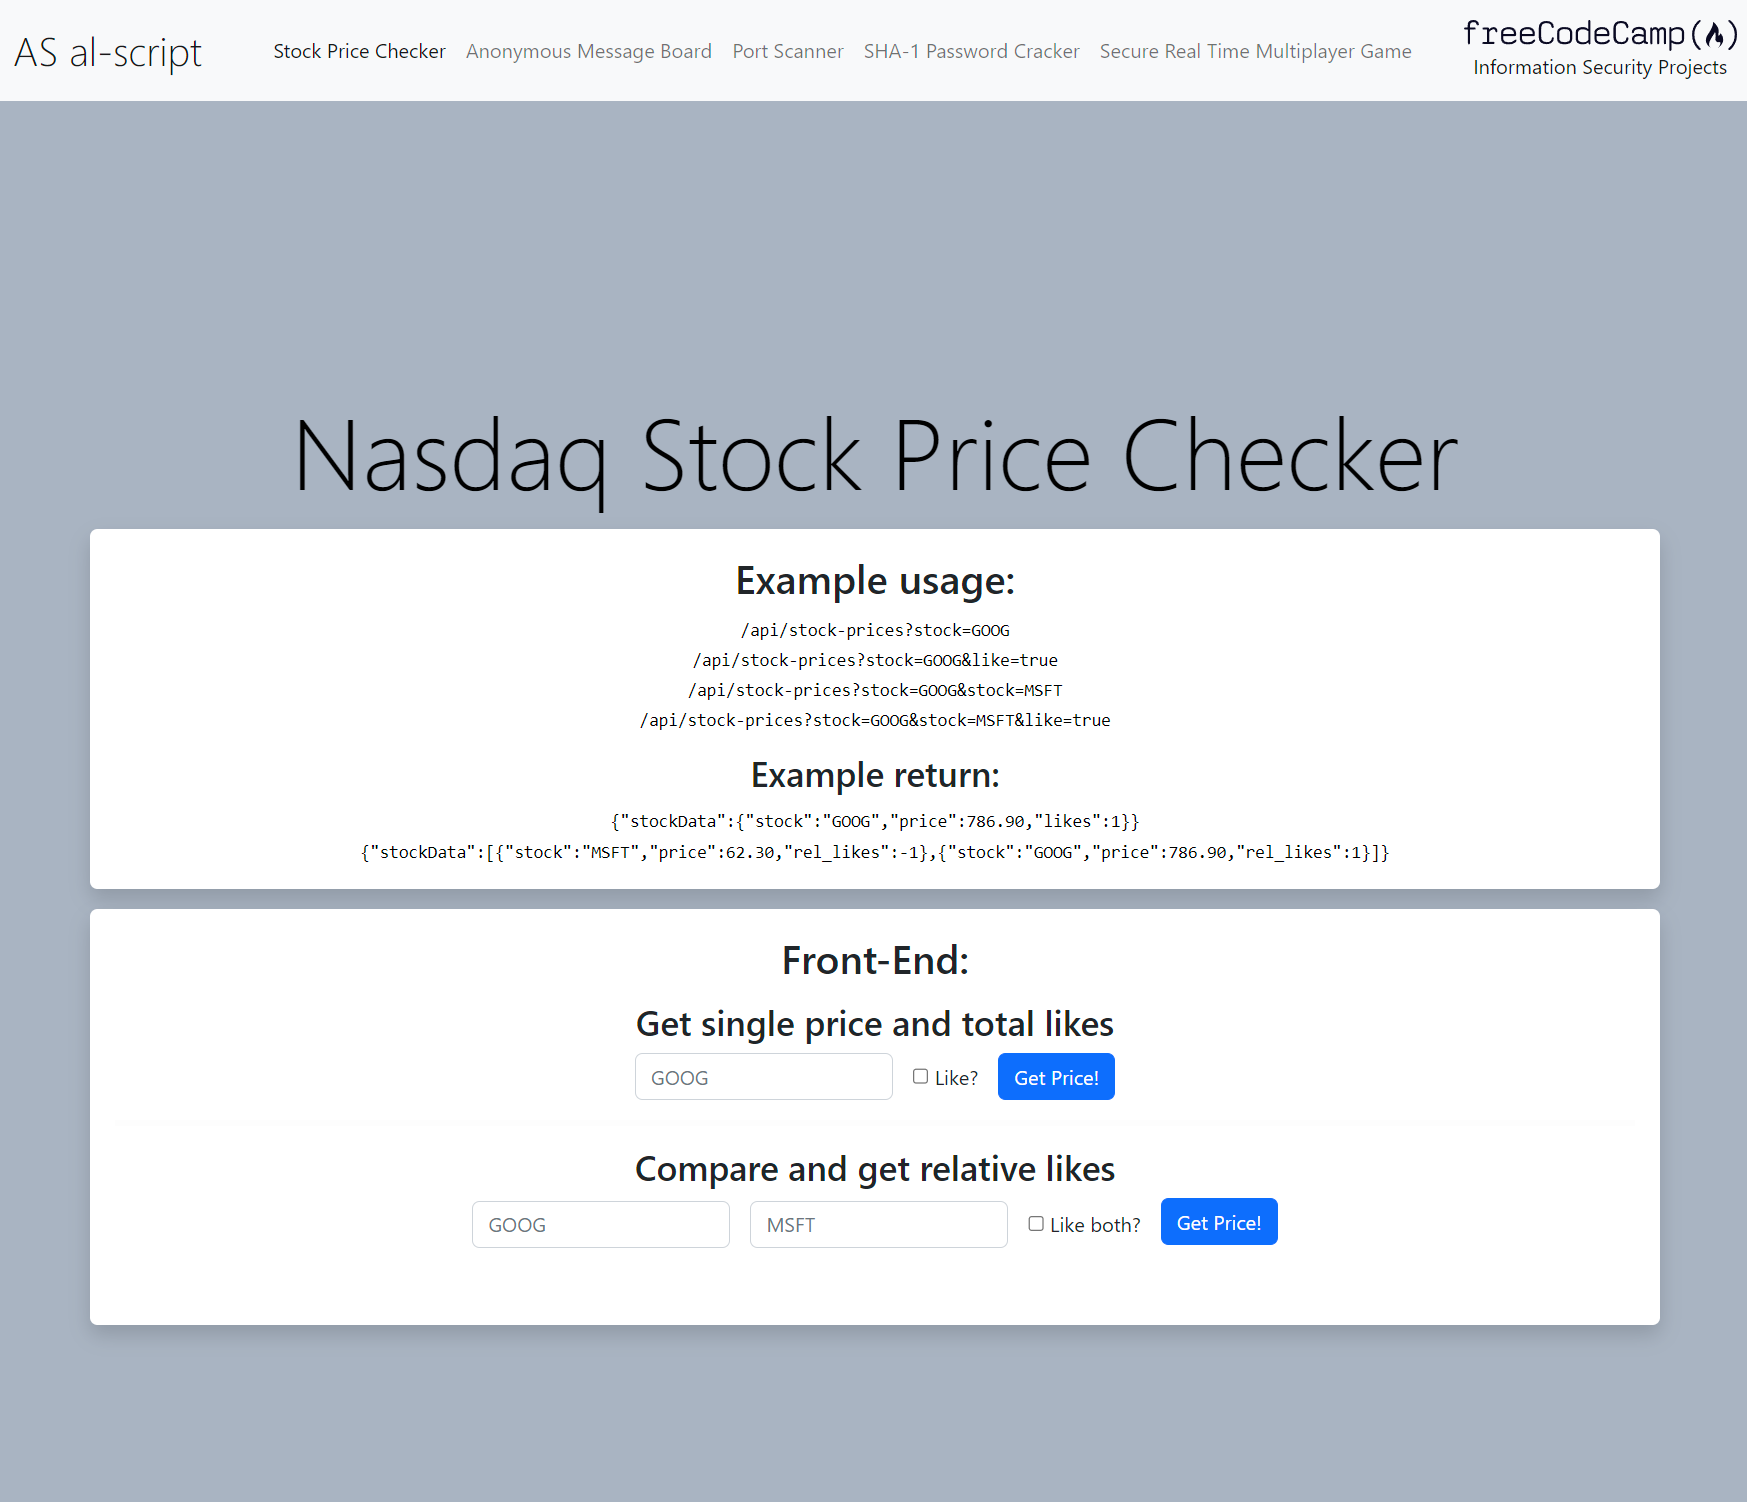 AS al-script
Stock Price Checker Anonymous Message Board Port Scanner SHA-1 Password Cracker Secure Real Time Multiplayer Game
freeCodeCamp
Information Security Projects
Nasdaq Stock Price Checker
Example usage:
/api/stock-prices?stock=GOOG
/api/stock-prices?stock=GOOG&like=true
/api/stock-prices?stock=GOOG&stock=MSFT
/api/stock-prices?stock=GOOG&stock=MSFT&like=true
Example return:
{"stockData":{"stock":"GOOG","price":786.90,"likes":1}}
{"stockData":[{"stock":"MSFT","price":62.30,"rel_likes":-1},{"stock":"GOOG","price":786.90,"rel_likes":1}]}
Front-End:
Get single price and total likes
GOOG Like? Get Price!
Compare and get relative likes
GOOG MSFT Like both? Get Price!